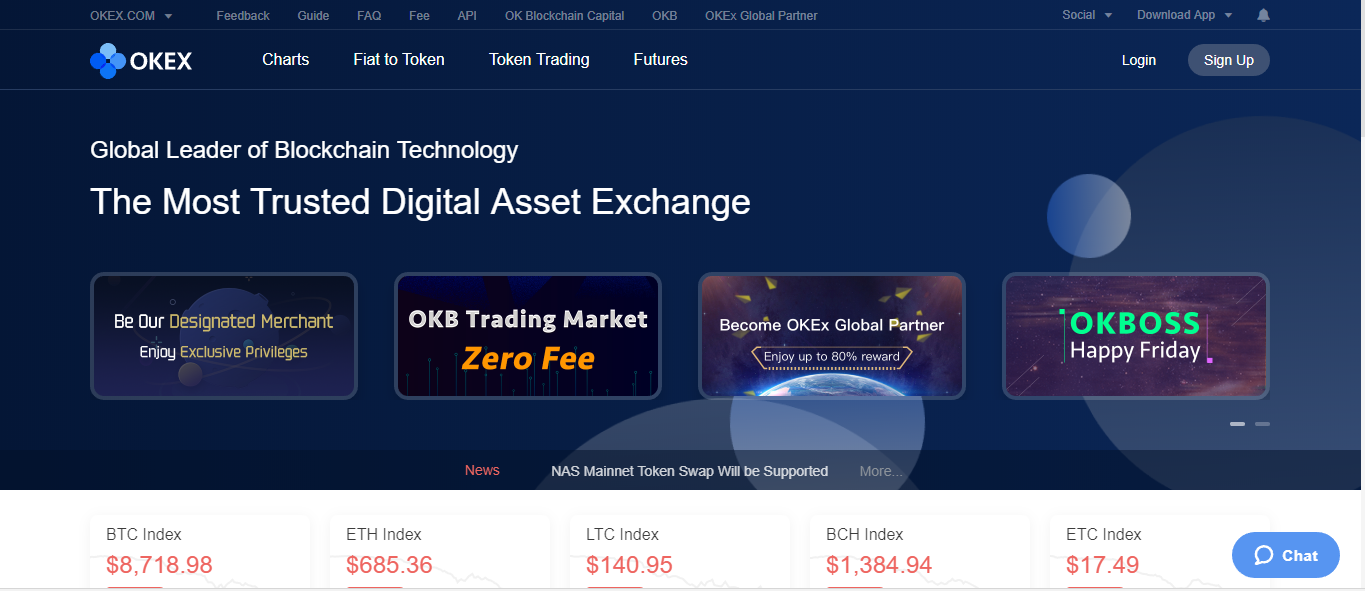 OKEX.COM Feedback Guide FAQ Fee API OK Blockchain Capital OKB OKEx Global Partner Social Download App
OKEX Charts Fiat to Token Token Trading Futures Login Sign Up
Global Leader of Blockchain Technology
The Most Trusted Digital Asset Exchange
Be Our Designated Merchant
Enjoy Exclusive Privileges
OKB Trading Market
Zero Fee
Become OKEx Global Partner
Enjoy up to 80% reward
OKBOSS
Happy Friday
News NAS Mainnet Token Swap Will be Supported More...
BTC Index ETH Index LTC Index BCH Index ETC Index
$8,718.98 $685.36 $140.95 $1,384.94 $17.49
Chat